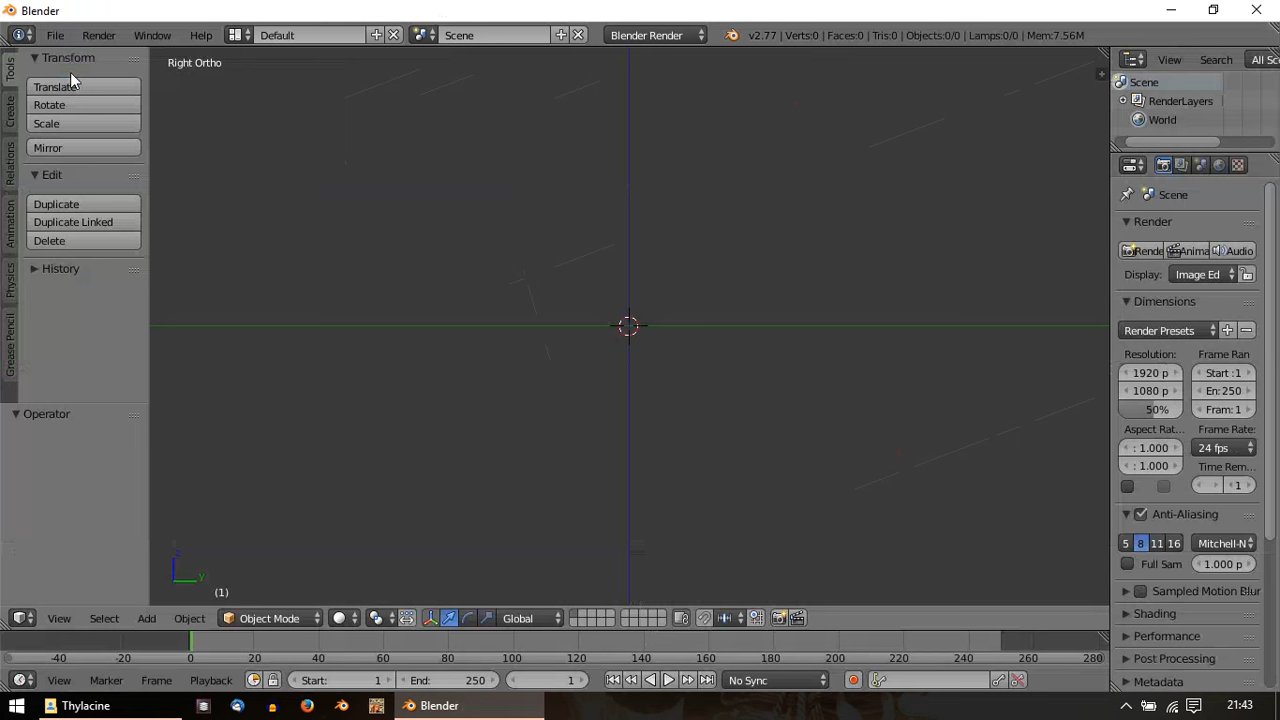 Blender
File Render Window Help Default Scene Blender Render v2.77 | Verts:0 | Faces:0 | Tris:0 | Objects:0/0 | Lamps:0/0 | Mem:7.56M
Tools
Create
Relations
Animation
Physics
Grease Pencil
Transform
Translate
Rotate
Scale
Mirror
Edit
Duplicate
Duplicate Linked
Delete
History
Operator
Right Ortho
z
y
(1)
View Select Add Object Object Mode Global
View Search All Sc
Scene
RenderLayers
World
Scene
Render
Rende Anima Audio
Display: Image Ed
Dimensions
Render Presets
Resolution: Frame Ran
1920 p Start :1
1080 p En: 250
50% Fram: 1
Aspect Rat... Frame Rate:
: 1.000 24 fps
: 1.000 Time Rem...
1
Anti-Aliasing
5 8 11 16 Mitchell-N
Full Sam 1.000 p
Sampled Motion Blur
Shading
Performance
Post Processing
Metadata
-40 -20 0 20 40 60 80 100 120 140 160 180 200 220 240 260 280
View Marker Frame Playback Start: 1 End: 250 1 No Sync
Thylacine Blender 21:43